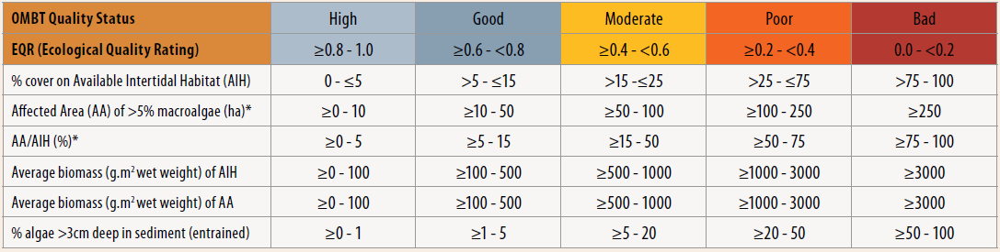 OMBT Quality Status High Good Moderate Poor Bad
EQR (Ecological Quality Rating) ≥0.8 - 1.0 ≥0.6 - <0.8 ≥0.4 - <0.6 ≥0.2 - <0.4 0.0 - <0.2
% cover on Available Intertidal Habitat (AIH) 0 - ≤5 >5 - ≤15 >15 -≤25 >25 - ≤75 >75 - 100
Affected Area (AA) of >5% macroalgae (ha)* ≥0 - 10 ≥10 - 50 ≥50 - 100 ≥100 - 250 ≥250
AA/AIH (%)* ≥0 - 5 ≥5 - 15 ≥15 - 50 ≥50 - 75 ≥75 - 100
Average biomass (g.m² wet weight) of AIH ≥0 - 100 ≥100 - 500 ≥500 - 1000 ≥1000 - 3000 ≥3000
Average biomass (g.m² wet weight) of AA ≥0 - 100 ≥100 - 500 ≥500 - 1000 ≥1000 - 3000 ≥3000
% algae >3cm deep in sediment (entrained) ≥0 - 1 ≥1 - 5 ≥5 - 20 ≥20 - 50 ≥50 - 100